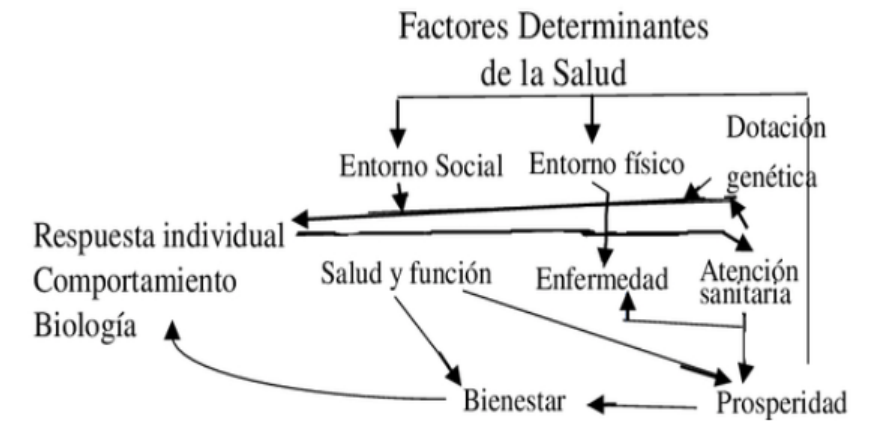 Factores Determinantes
de la Salud
Dotación
genética
Entorno Social
Entorno físico
Respuesta individual
Comportamiento
Biología
Salud y función
Enfermedad
Atención
sanitaria
Bienestar
Prosperidad